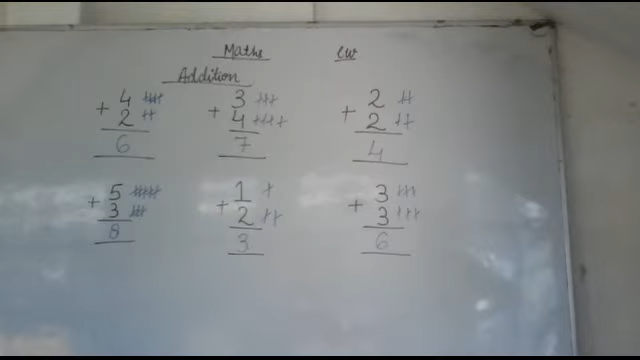 Maths CW
Addition
4 3 2
+ 2 + 4 + 2
6 7 4
5 1 3
+ 3 + 2 + 3
8 3 6